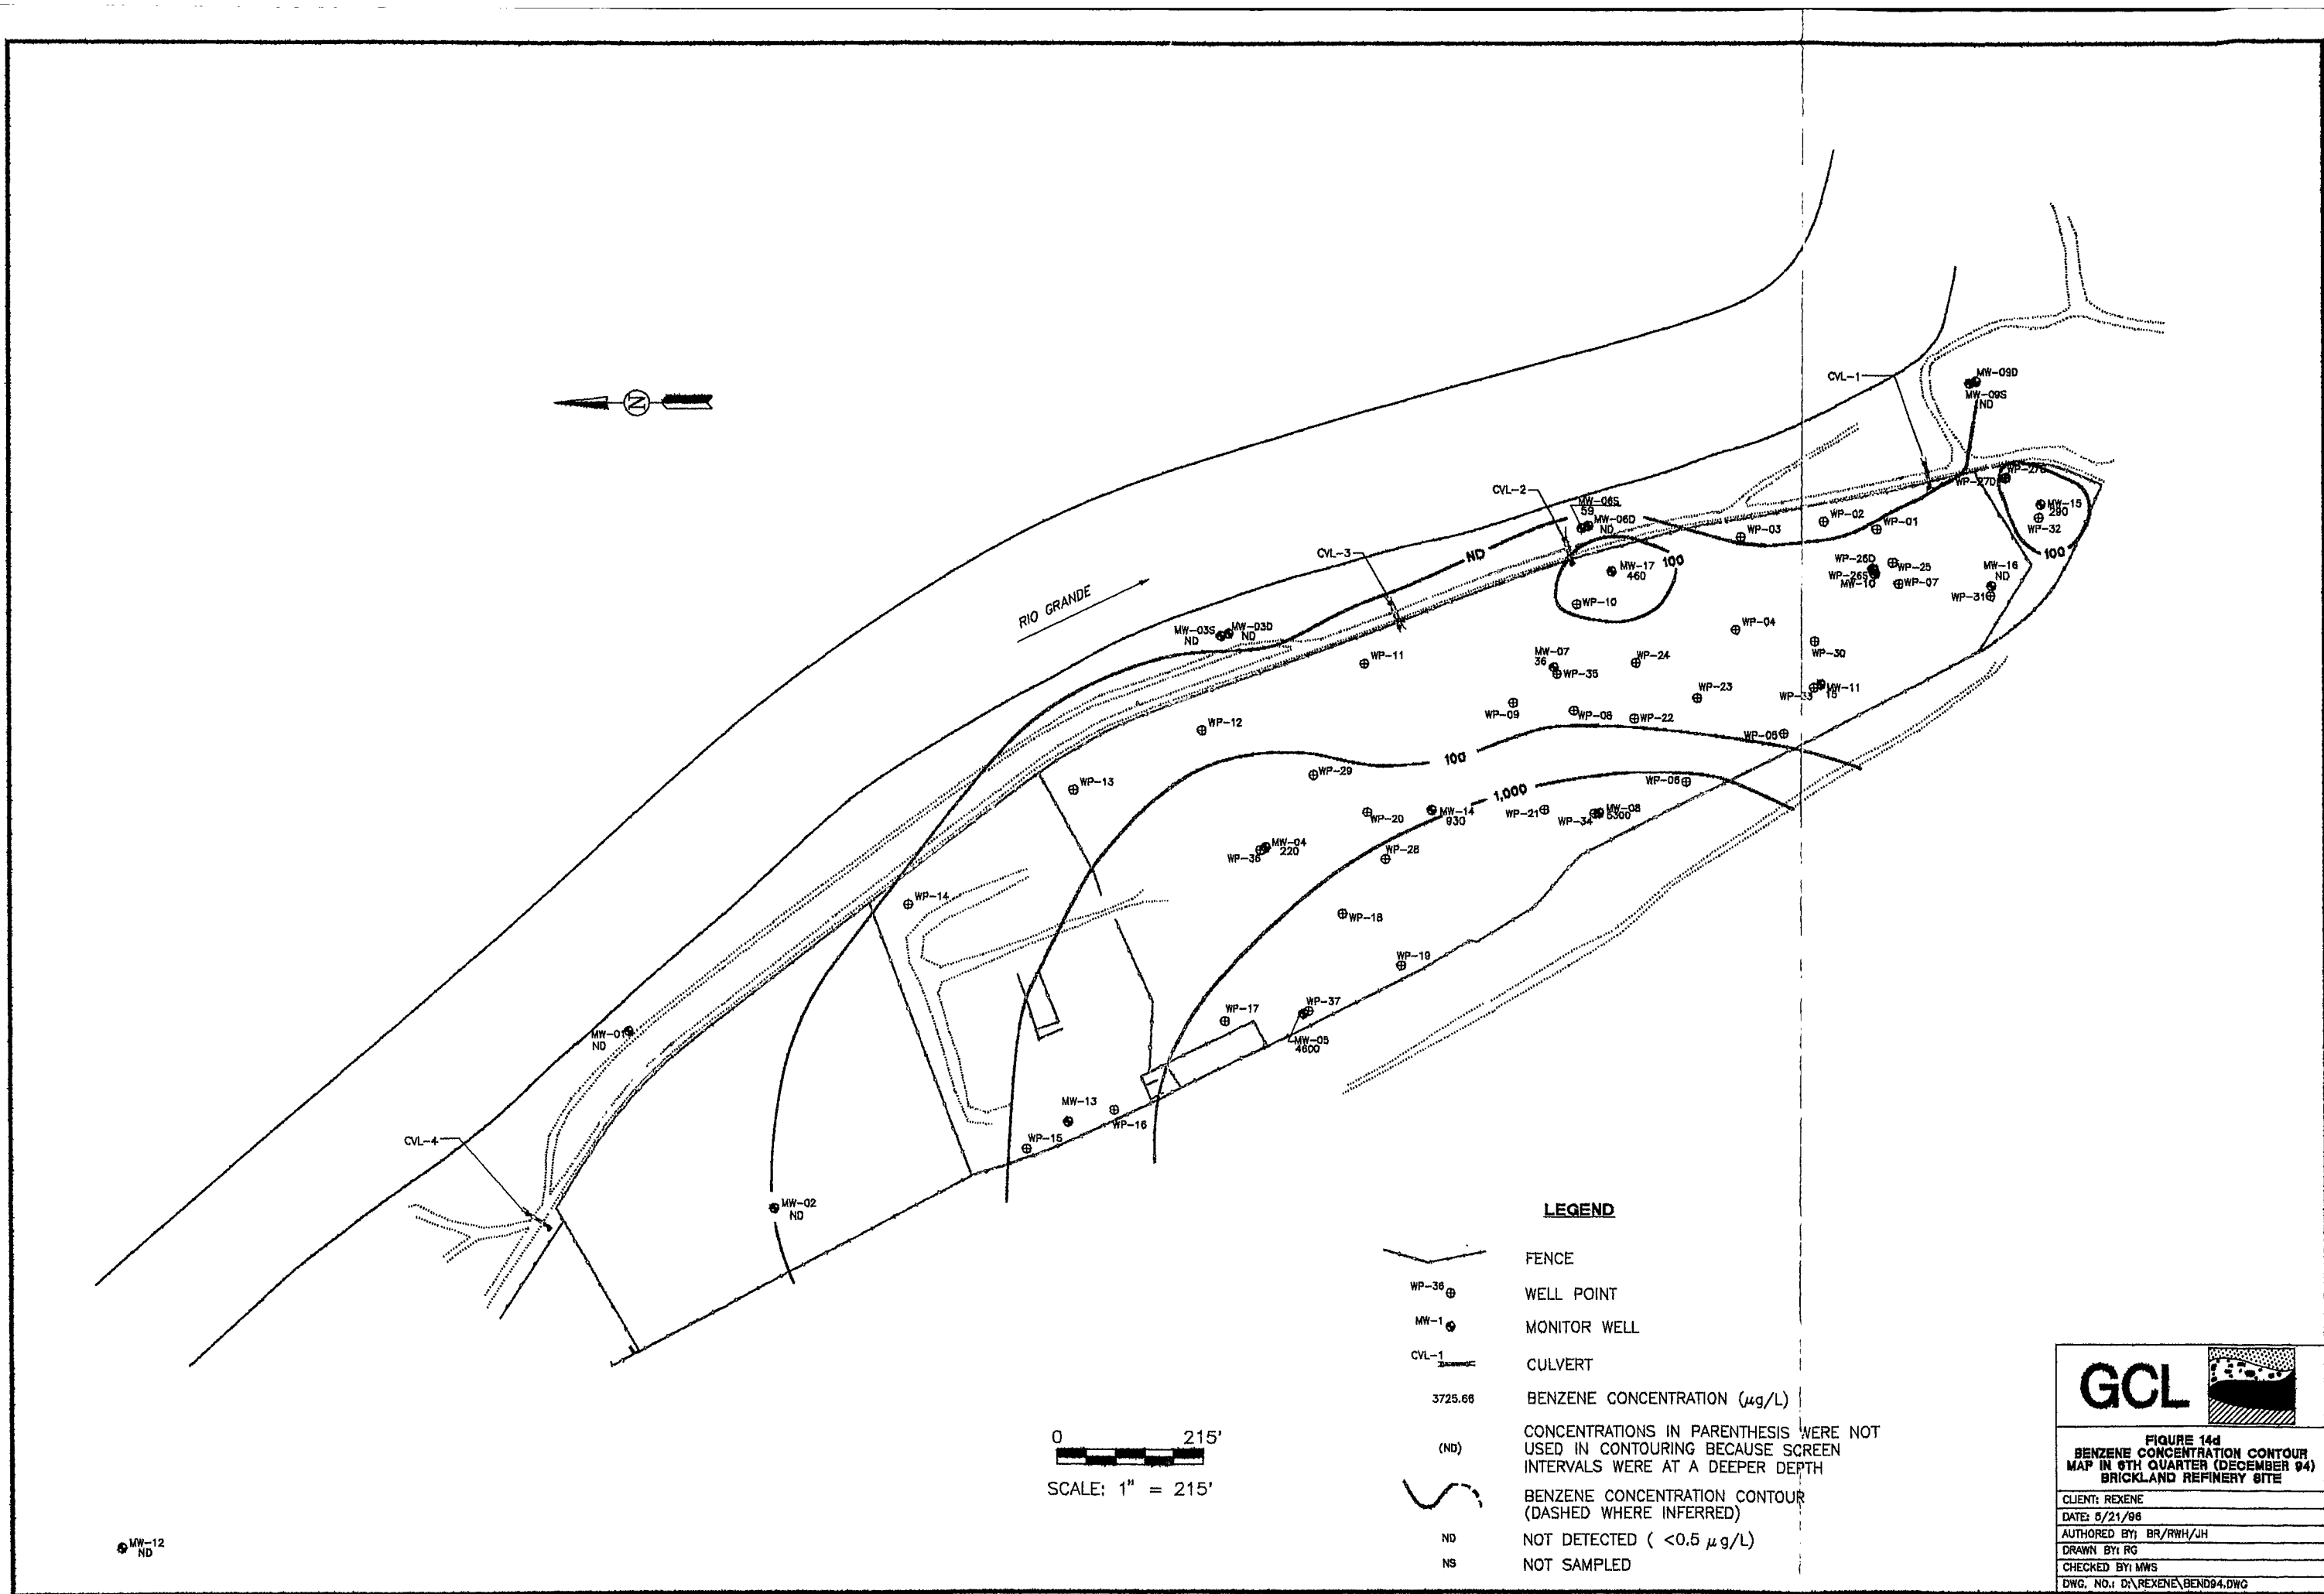 CVL-1
MW-09D
MW-09S
ND
WP-27S
WP-27D
MW-15
290
WP-32
100
CVL-2
MW-06S
59
MW-06D
ND
WP-02
WP-01
WP-03
ND
CVL-3
MW-17
460
100
WP-10
WP-26D
WP-26S
MW-10
WP-25
WP-07
MW-16
ND
WP-31
RIO GRANDE
MW-03S
ND
MW-03D
ND
WP-11
WP-04
MW-07
36
WP-35
WP-24
WP-30
WP-23
WP-33
MW-11
15
WP-09
WP-08
WP-22
WP-12
WP-05
100
WP-29
WP-13
WP-06
1,000
WP-20
MW-14
930
WP-21
WP-34
MW-08
5300
WP-36
MW-04
220
WP-28
WP-14
WP-18
WP-19
WP-37
WP-17
MW-05
4600
MW-01
ND
MW-13
WP-16
WP-15
CVL-4
MW-02
ND
N
MW-12
ND
0 215'
SCALE: 1" = 215'
LEGEND
FENCE
WP-36 WELL POINT
MW-1 MONITOR WELL
CVL-1 CULVERT
3725.66 BENZENE CONCENTRATION (µg/L)
(ND) CONCENTRATIONS IN PARENTHESIS WERE NOT
USED IN CONTOURING BECAUSE SCREEN
INTERVALS WERE AT A DEEPER DEPTH
BENZENE CONCENTRATION CONTOUR
(DASHED WHERE INFERRED)
ND NOT DETECTED ( <0.5 µg/L)
NS NOT SAMPLED
GCL
FIGURE 14d
BENZENE CONCENTRATION CONTOUR
MAP IN 6TH QUARTER (DECEMBER 94)
BRICKLAND REFINERY SITE
CLIENT: REXENE
DATE: 5/21/96
AUTHORED BY: BR/RWH/JH
DRAWN BY: RG
CHECKED BY: MWS
DWG. NO.: D:\REXENE\BEND94.DWG